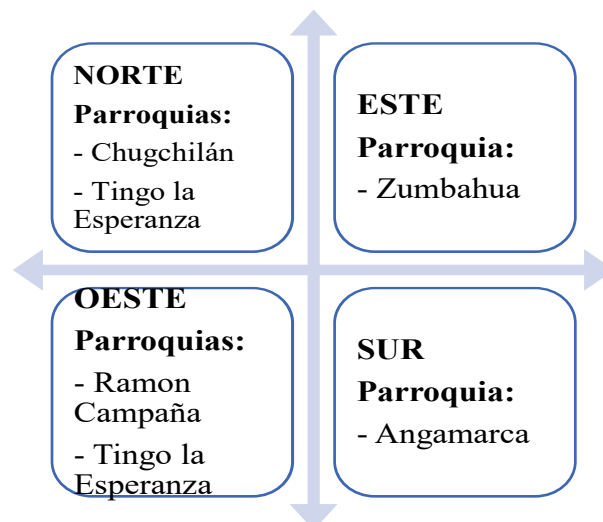 NORTE
Parroquias:
- Chugchilán
- Tingo la
Esperanza
ESTE
Parroquia:
- Zumbahua
OESTE
Parroquias:
- Ramon
Campaña
- Tingo la
Esperanza
SUR
Parroquia:
- Angamarca